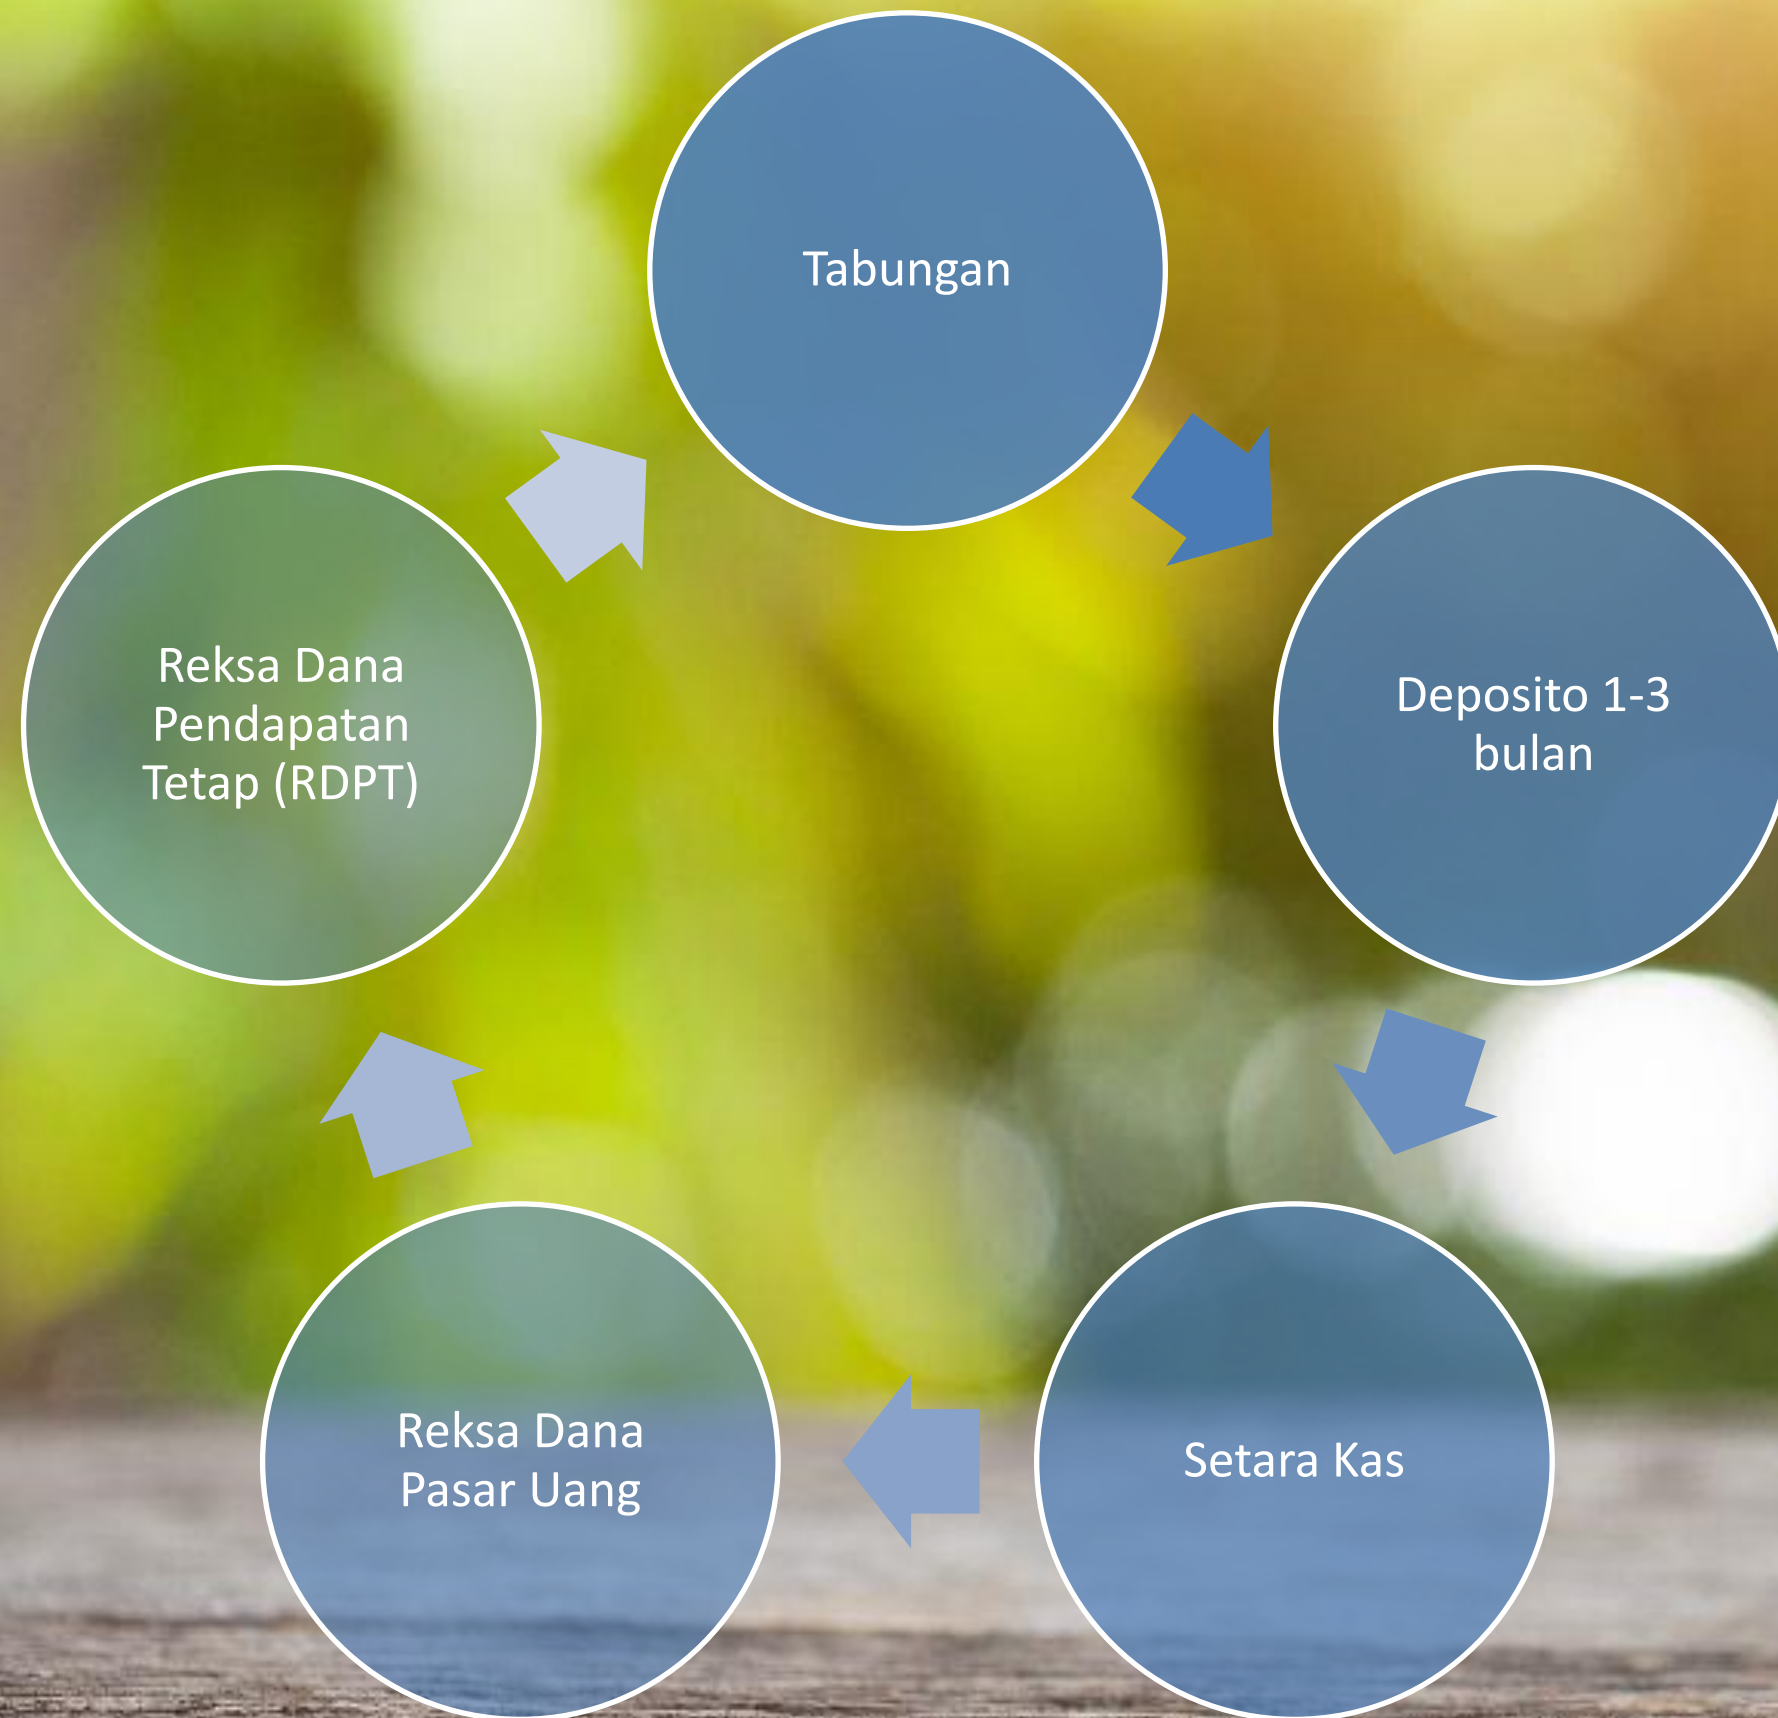 Tabungan
Deposito 1-3
bulan
Setara Kas
Reksa Dana
Pasar Uang
Reksa Dana
Pendapatan
Tetap (RDPT)